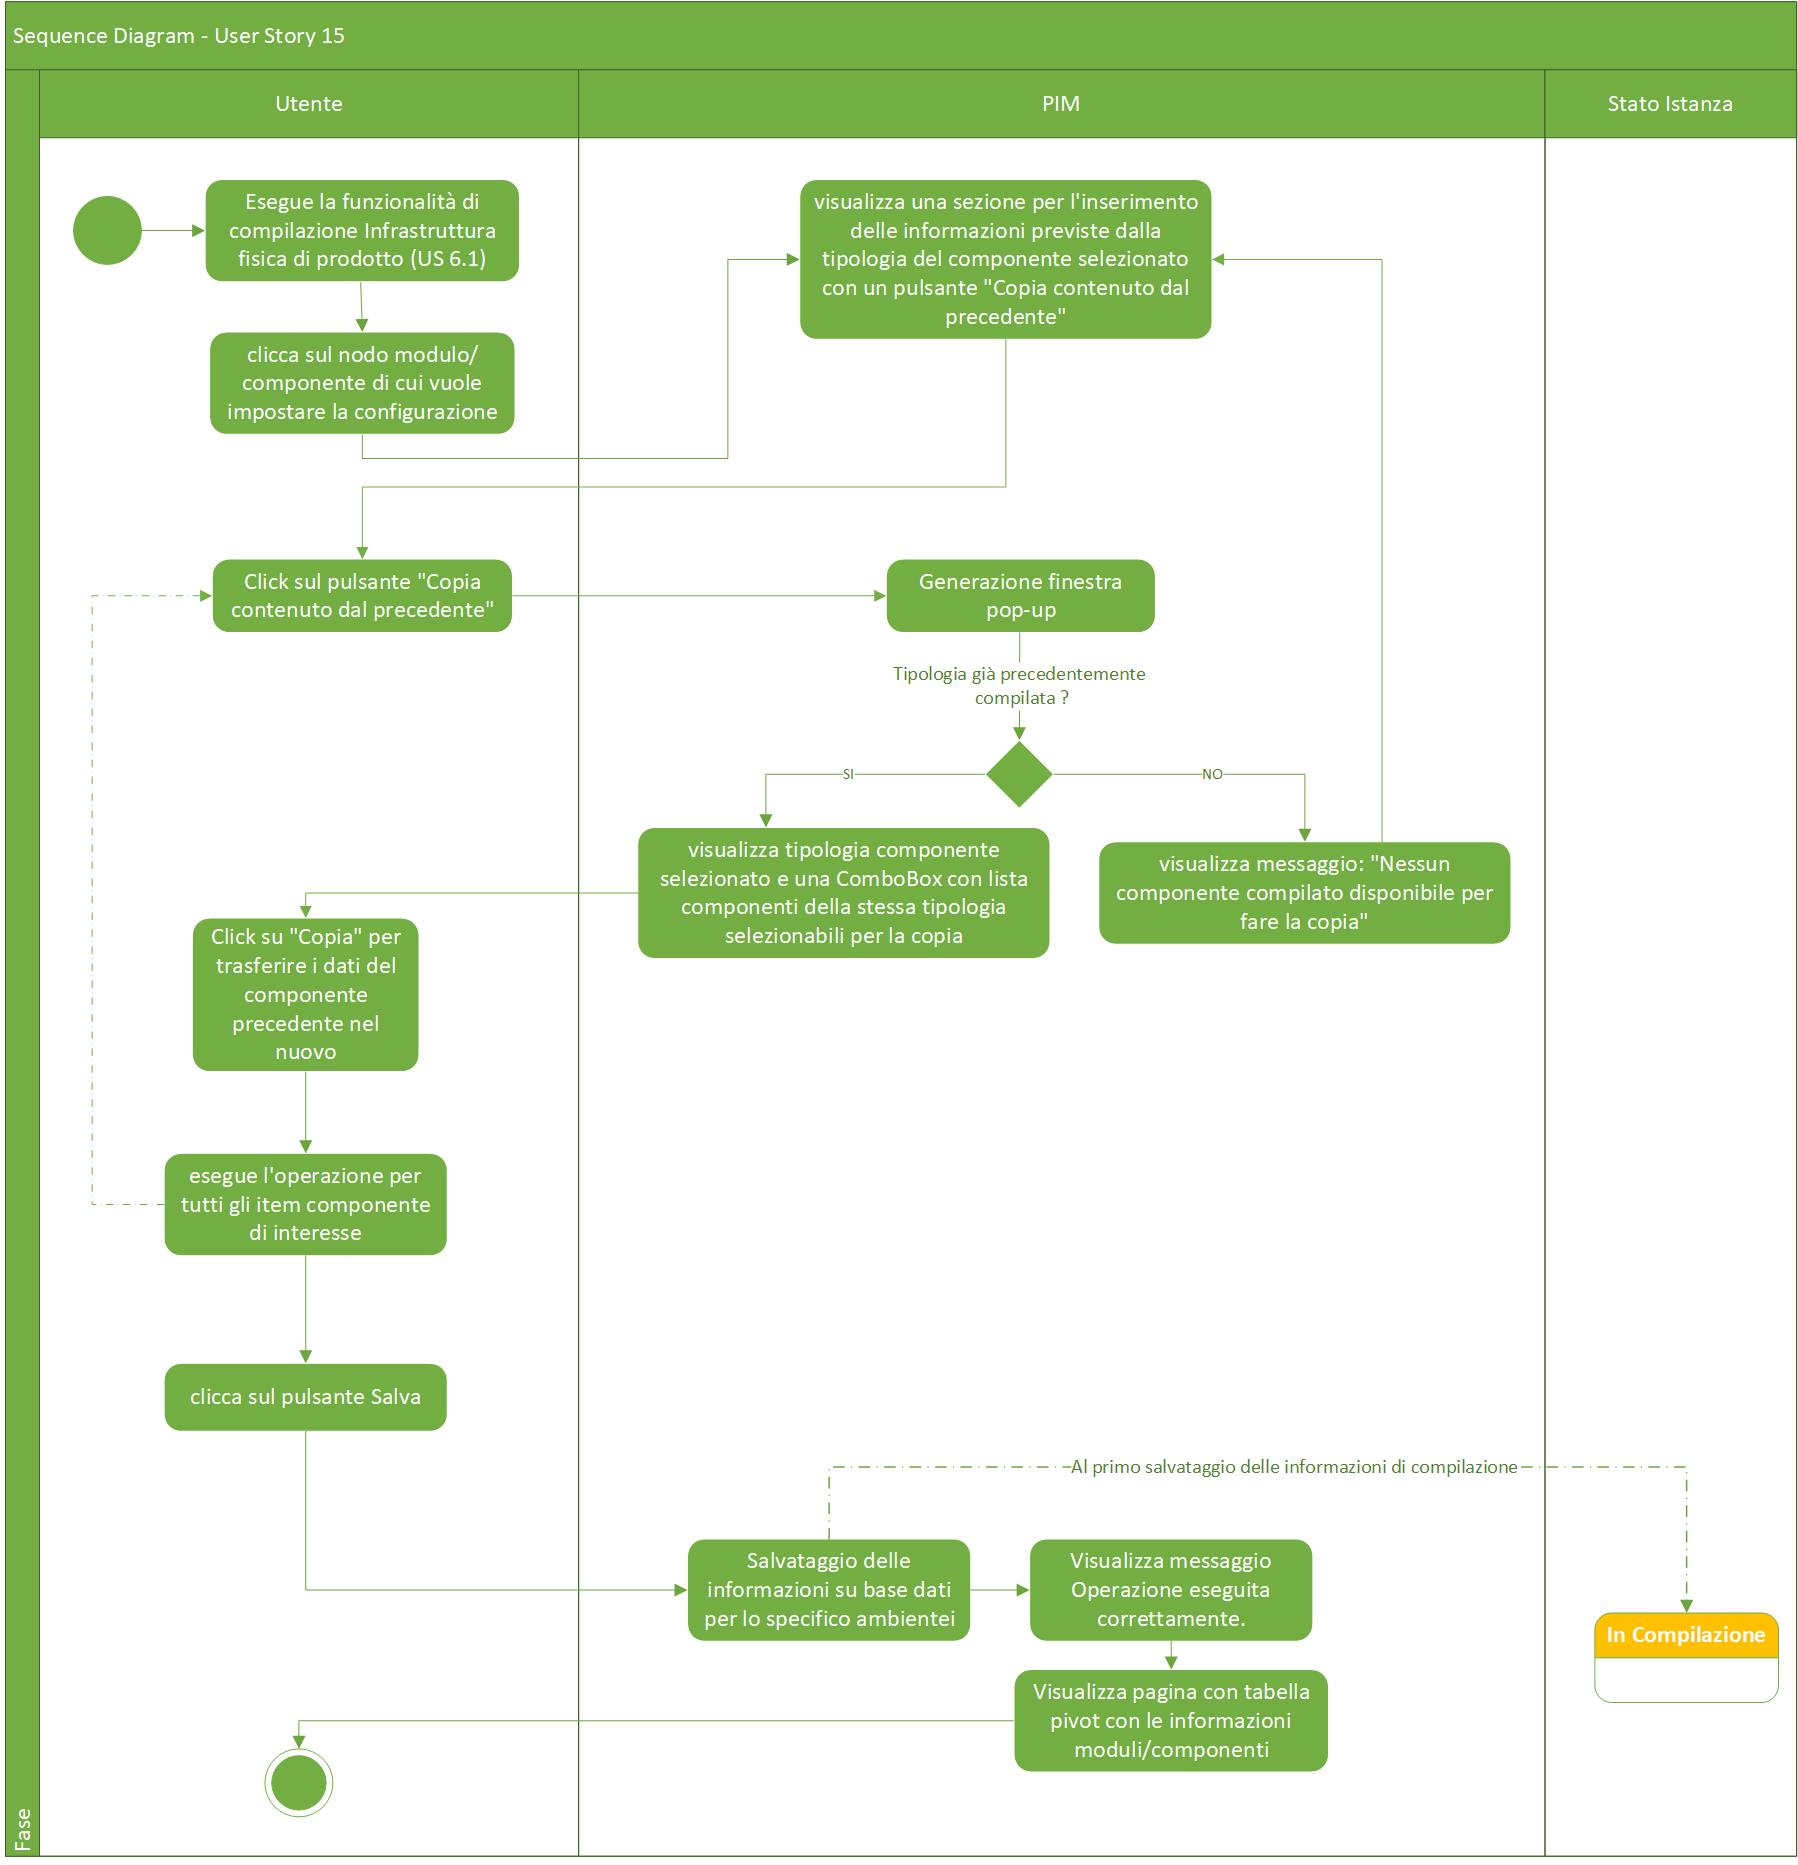 Sequence Diagram - User Story 15
Utente
PIM
Stato Istanza
Esegue la funzionalità di
compilazione Infrastruttura
fisica di prodotto (US 6.1)
visualizza una sezione per l'inserimento
delle informazioni previste dalla
tipologia del componente selezionato
con un pulsante "Copia contenuto dal
precedente"
clicca sul nodo modulo/
componente di cui vuole
impostare la configurazione
Click sul pulsante "Copia
contenuto dal precedente"
Generazione finestra
pop-up
Tipologia già precedentemente
compilata ?
SI
NO
visualizza tipologia componente
selezionato e una ComboBox con lista
componenti della stessa tipologia
selezionabili per la copia
visualizza messaggio: "Nessun
componente compilato disponibile per
fare la copia"
Click su "Copia" per
trasferire i dati del
componente
precedente nel
nuovo
esegue l'operazione per
tutti gli item componente
di interesse
clicca sul pulsante Salva
Al primo salvataggio delle informazioni di compilazione
Salvataggio delle
informazioni su base dati
per lo specifico ambientei
Visualizza messaggio
Operazione eseguita
correttamente.
In Compilazione
Visualizza pagina con tabella
pivot con le informazioni
moduli/componenti
Fase